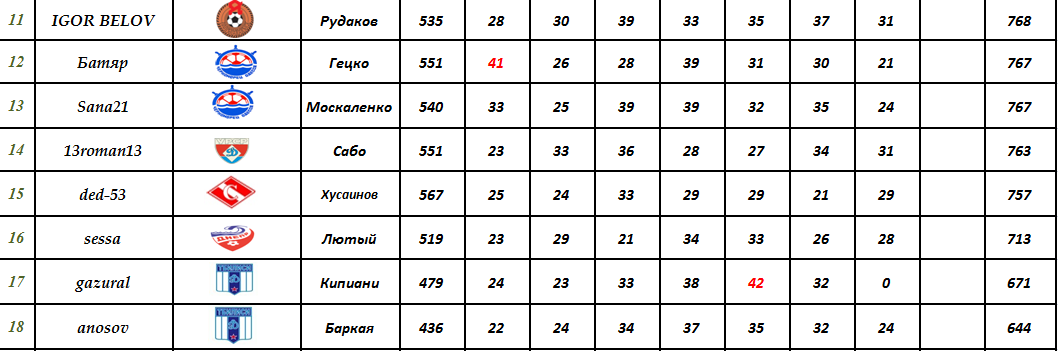 11 IGOR BELOV Рудаков 535 28 30 39 33 35 37 31 768
12 Батяр Гецко 551 41 26 28 39 31 30 21 767
13 Sana21 Москаленко 540 33 25 39 39 32 35 24 767
14 13roman13 Сабо 551 23 33 36 28 27 34 31 763
15 ded-53 Хусаинов 567 25 24 33 29 29 21 29 757
16 sessa Лютый 519 23 29 21 34 33 26 28 713
17 gazural Кипиани 479 24 23 33 38 42 32 0 671
18 anosov Баркая 436 22 24 34 37 35 32 24 644